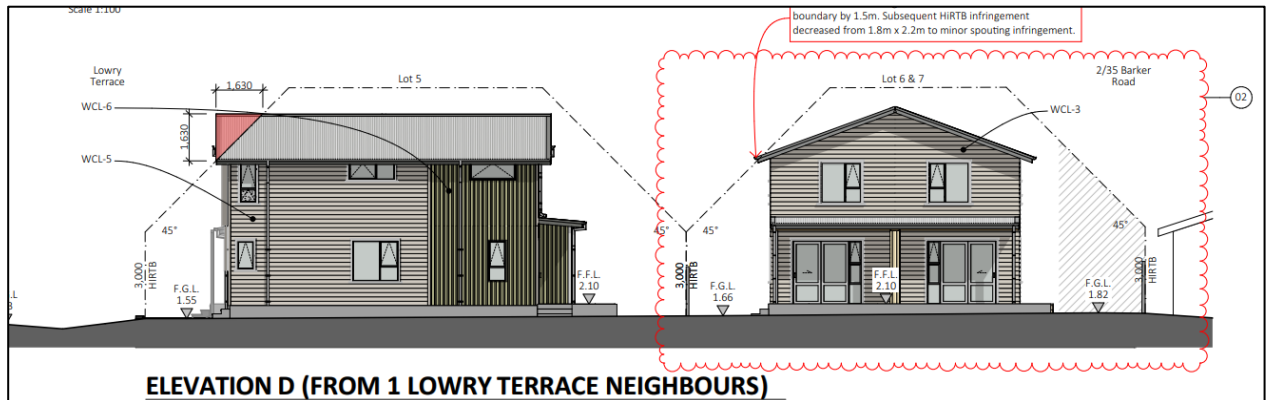 Scale 1:100
boundary by 1.5m. Subsequent HiRTB infringement
decreased from 1.8m x 2.2m to minor spouting infringement.
Lowry
Terrace
1,630
Lot 5
Lot 6 & 7
2/35 Barker
Road
02
WCL-6
WCL-3
1,630
WCL-5
45°
45°
45°
45°
3,000
HIRTB
F.G.L.
1.55
F.F.L.
2.10
3,000
HIRTB
F.G.L.
1.66
F.F.L.
2.10
F.G.L.
1.82
3,000
HIRTB
ELEVATION D (FROM 1 LOWRY TERRACE NEIGHBOURS)